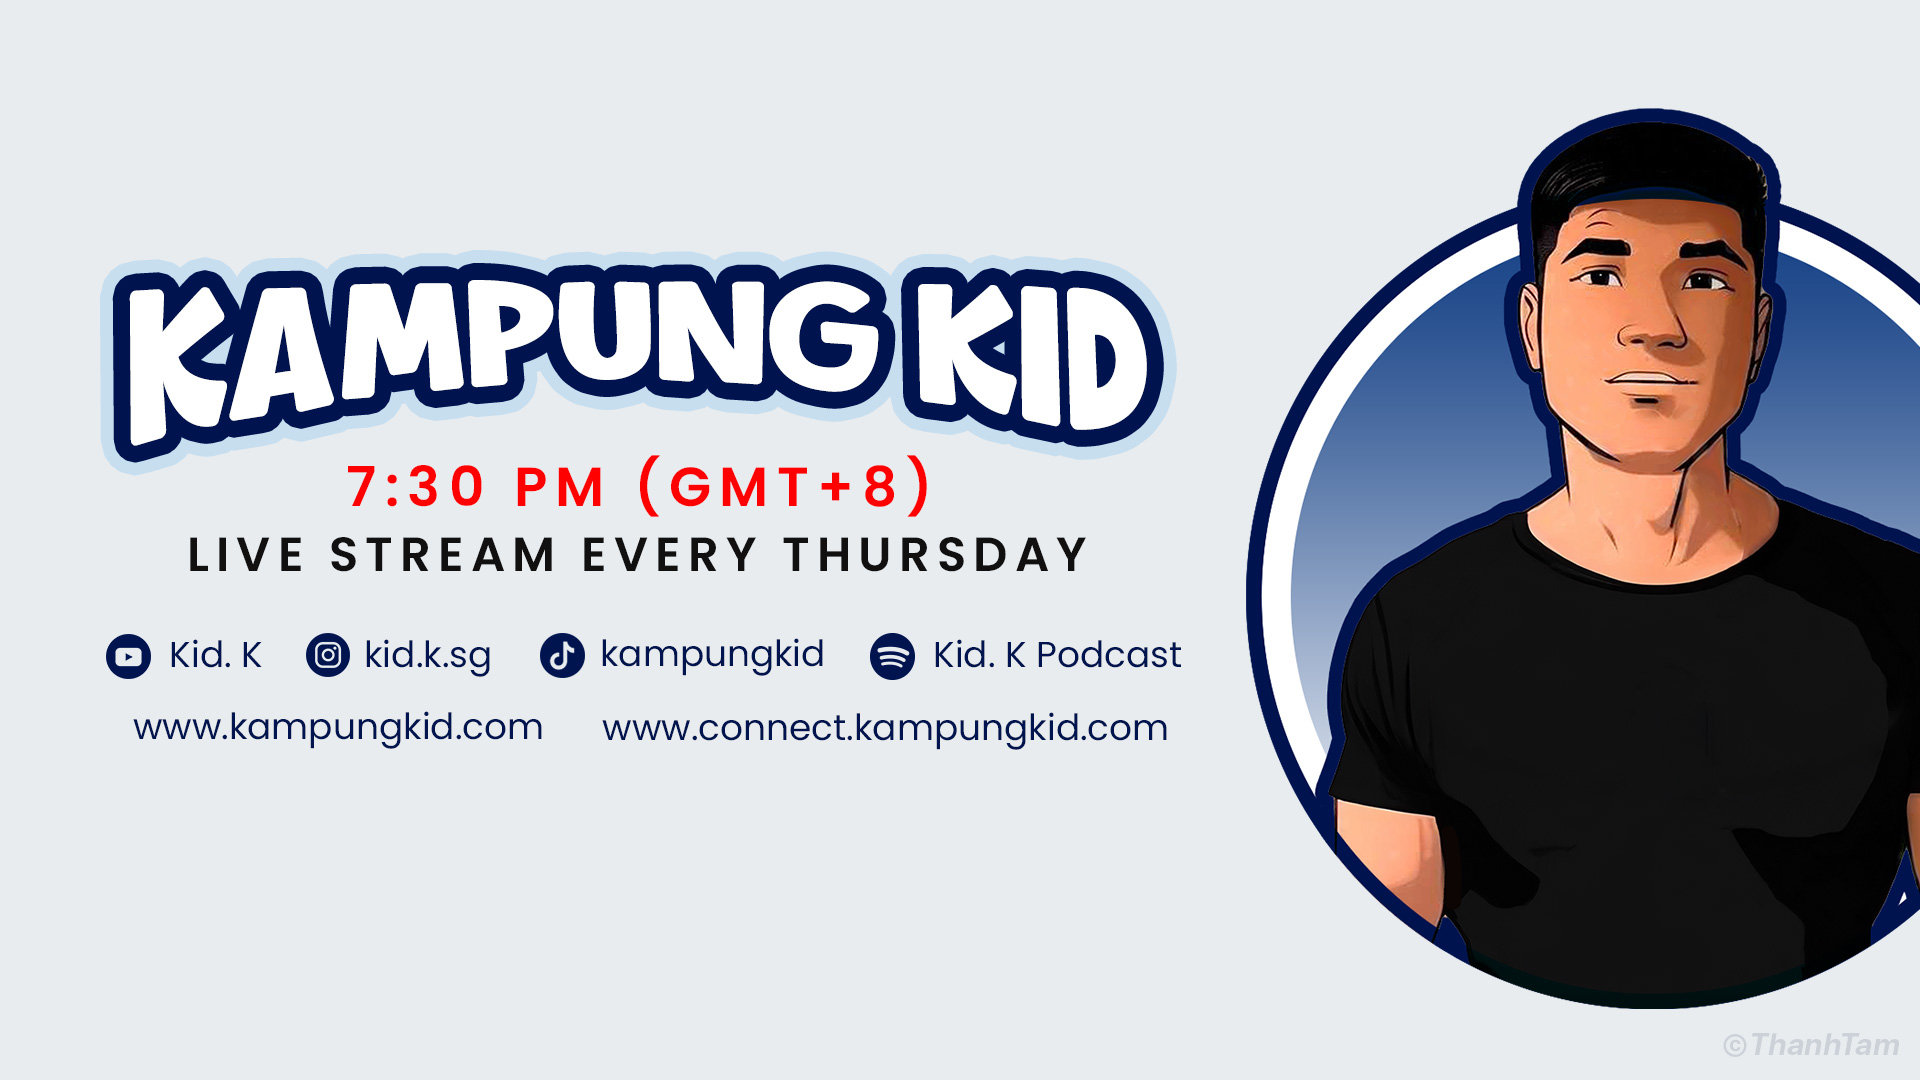 KAMPUNG KID
7:30 PM (GMT+8)
LIVE STREAM EVERY THURSDAY
Kid. K kid.k.sg kampungkid Kid. K Podcast
www.kampungkid.com www.connect.kampungkid.com
©ThanhTam